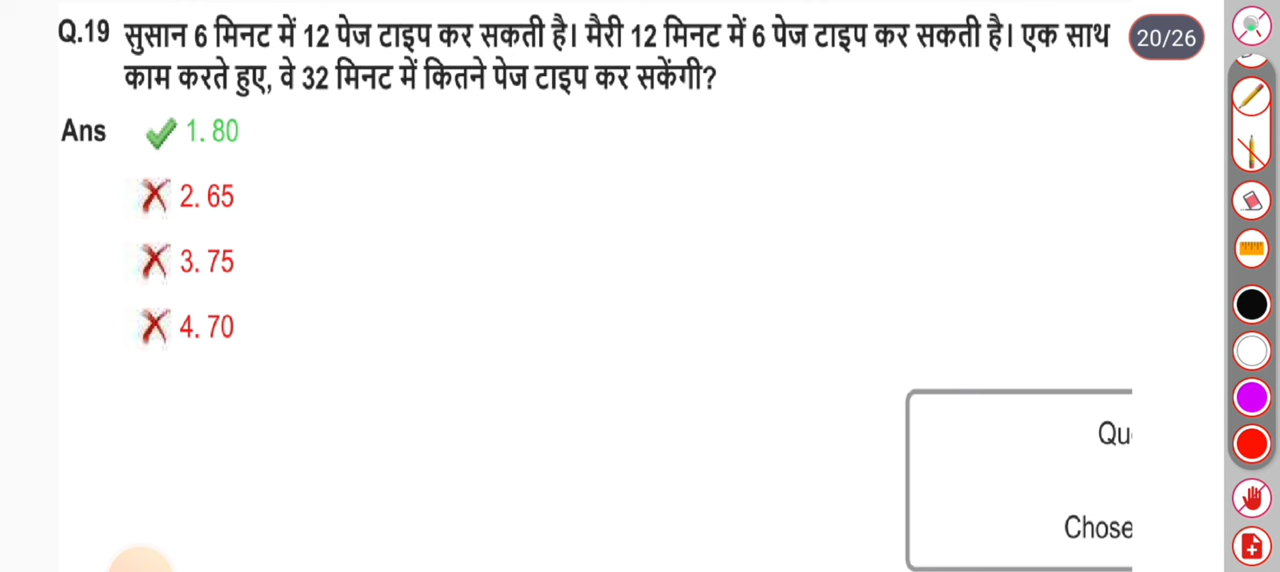 Q.19 सुसान 6 मिनट में 12 पेज टाइप कर सकती है। मैरी 12 मिनट में 6 पेज टाइप कर सकती है। एक साथ
20/26
काम करते हुए, वे 32 मिनट में कितने पेज टाइप कर सकेंगी?
Ans 1. 80
2. 65
3. 75
4. 70
Chose